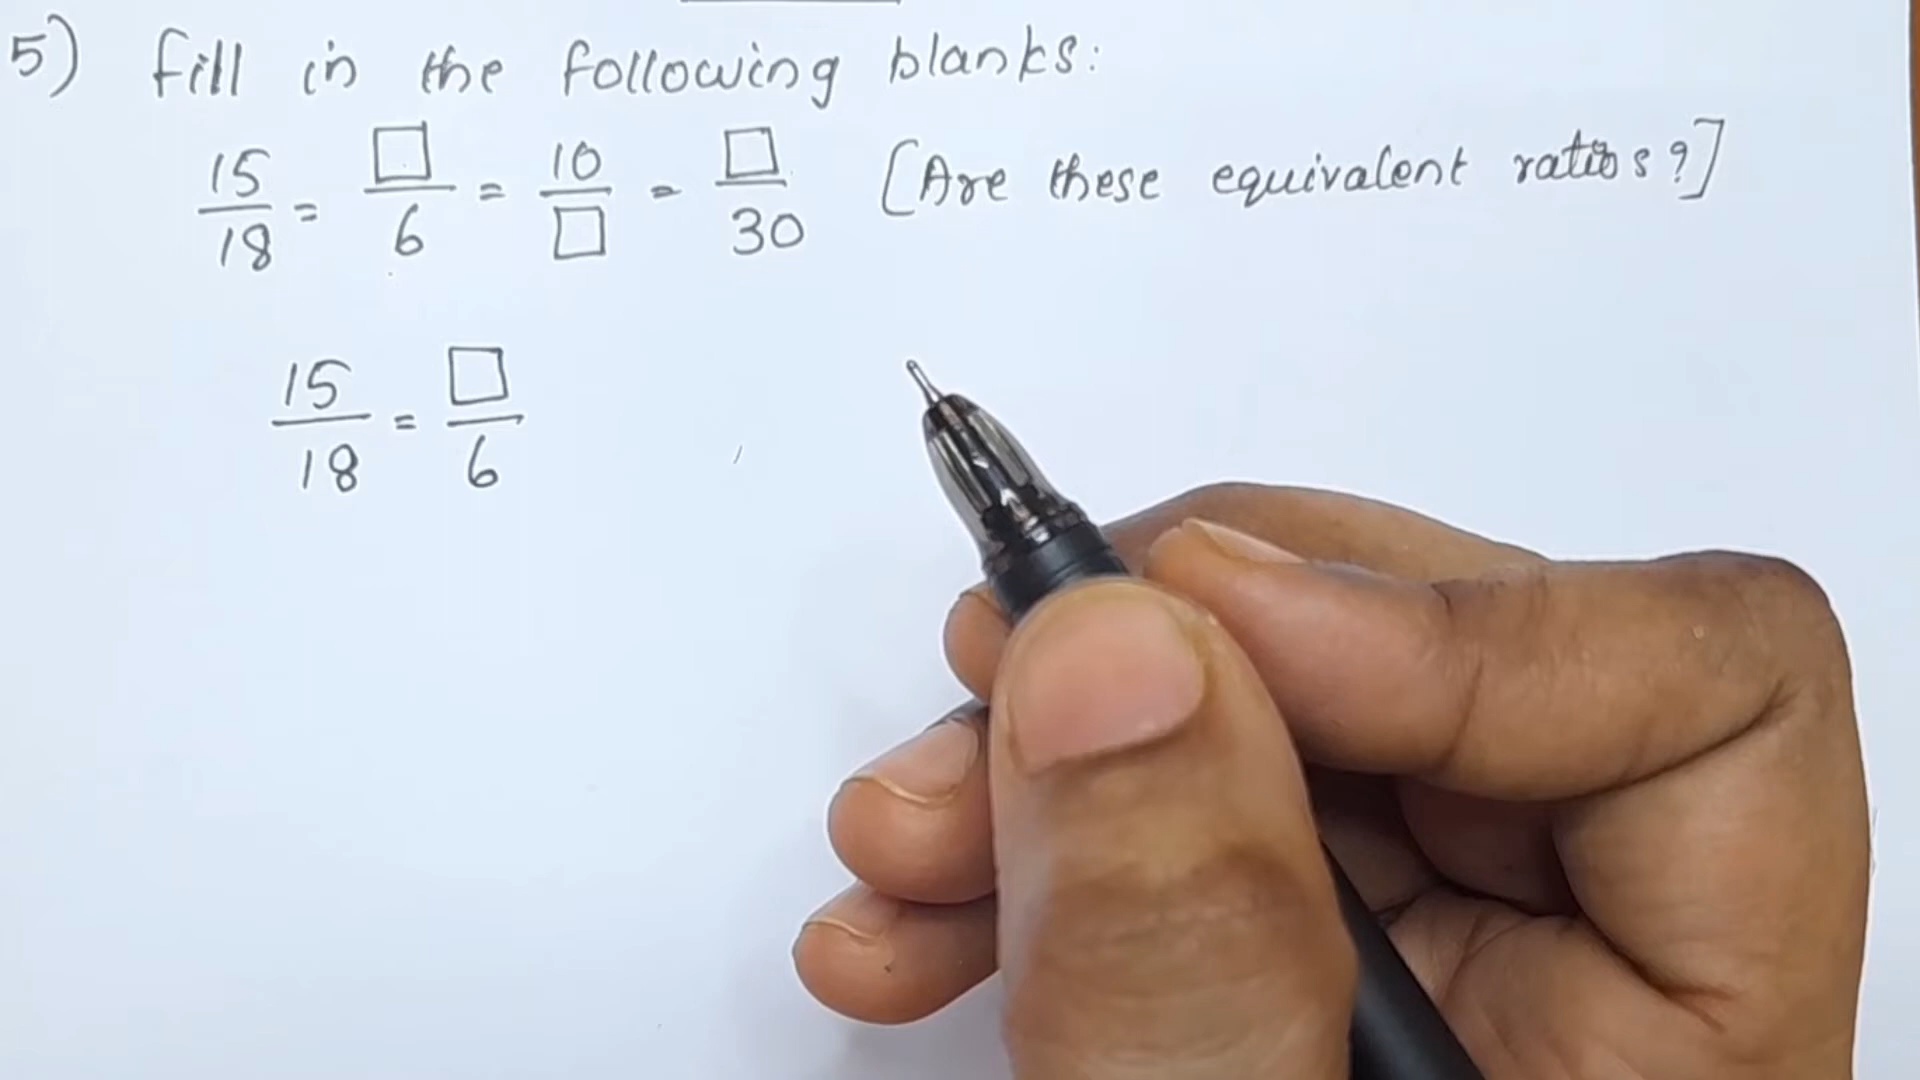 5) Fill in the following blanks:
15/18 = □/6 = 10/□ = □/30 [Are these equivalent ratios?]
15/18 = □/6